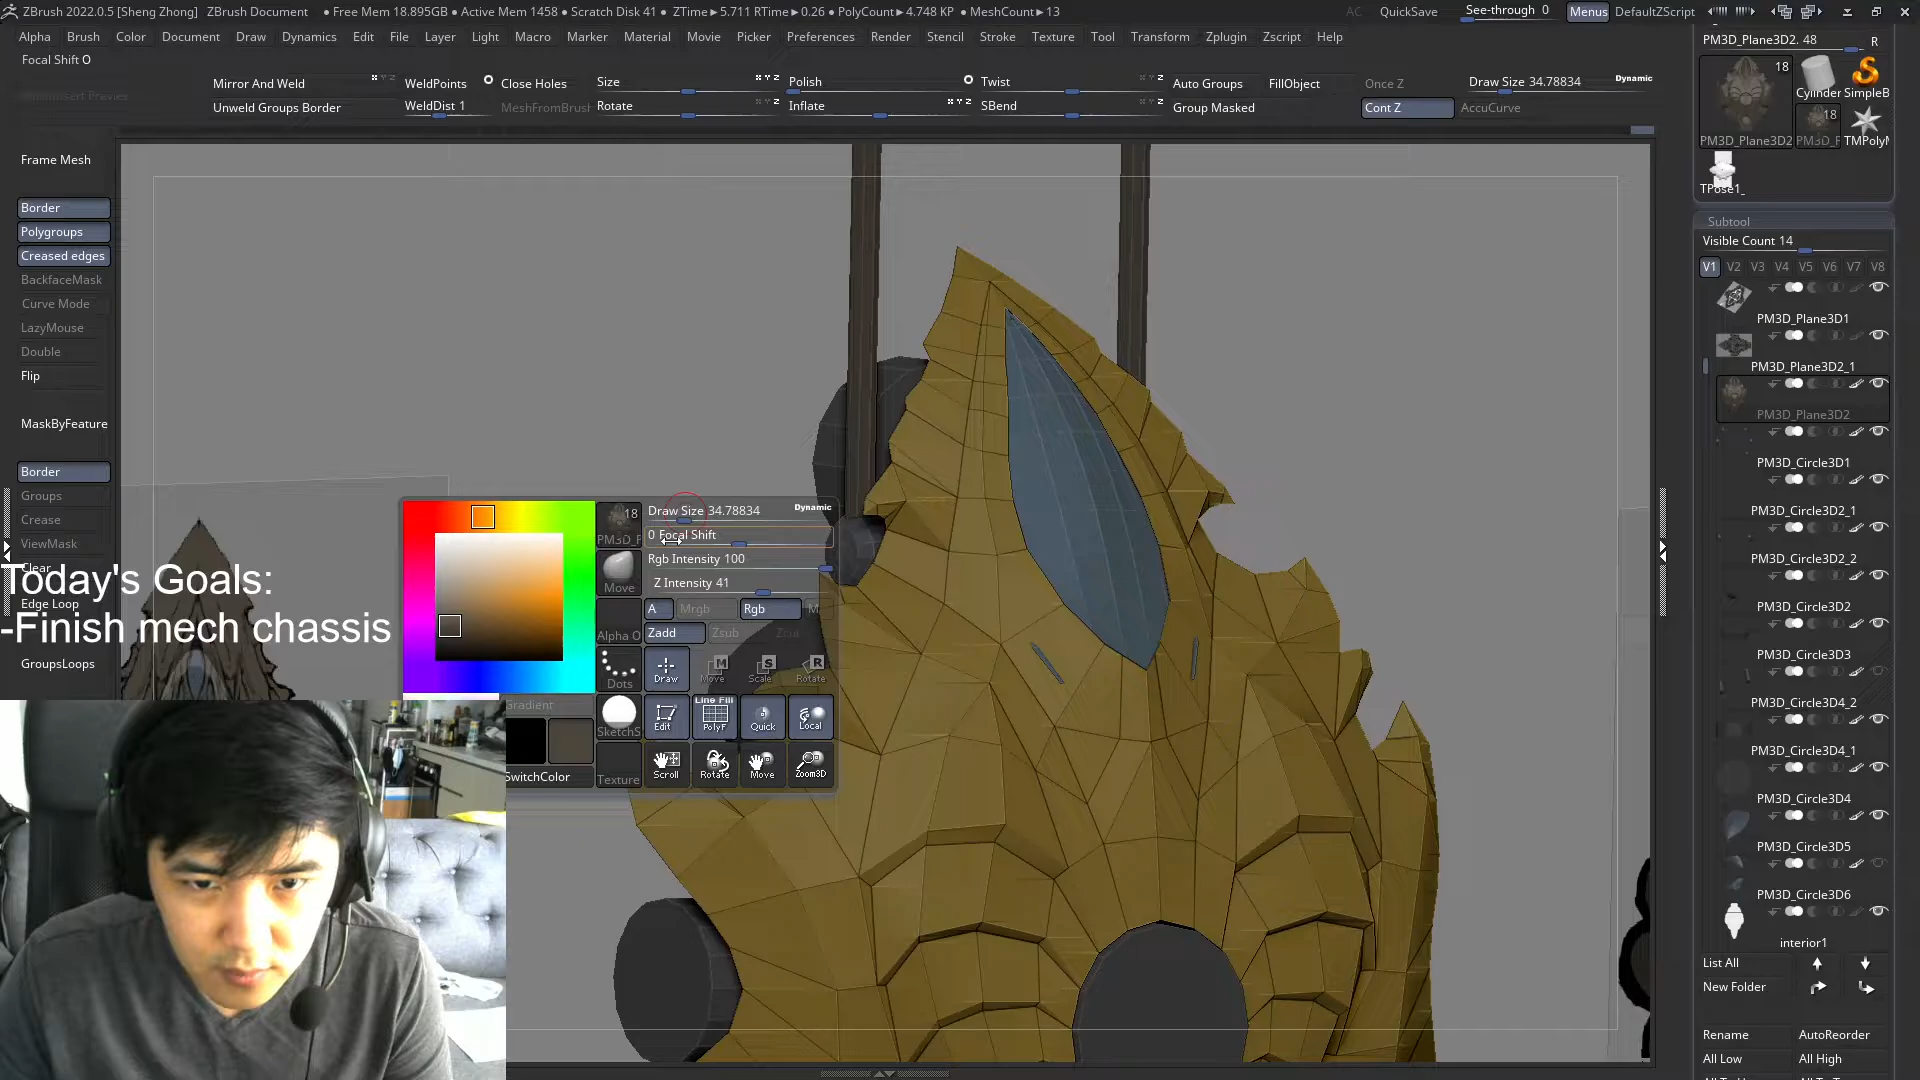 ZBrush 2022.0.5 [Sheng Zhong] ZBrush Document • Free Mem 18.895GB • Active Mem 1458 • Scratch Disk 41 • ZTime▸5.711 RTime▸0.26 • PolyCount▸4.748 KP • MeshCount▸13
AC QuickSave See-through 0 Menus DefaultZScript
Alpha Brush Color Document Draw Dynamics Edit File Layer Light Macro Marker Material Movie Picker Preferences Render Stencil Stroke Texture Tool Transform Zplugin Zscript Help
Focal Shift 0
Mirror And Weld WeldPoints Close Holes Size Polish Twist Auto Groups FillObject Once Z Draw Size 34.78834 Dynamic
Unweld Groups Border WeldDist 1 MeshFromBrush Rotate Inflate SBend Group Masked Cont Z AccuCurve
Frame Mesh
Border
Polygroups
Creased edges
BackfaceMask
Curve Mode
LazyMouse
Double
Flip
MaskByFeature
Border
Groups
Crease
ViewMask
Clear
Edge Loop
GroupsLoops
Today's Goals:
-Finish mech chassis
18
Draw Size 34.78834 Dynamic
0 Focal Shift
Rgb Intensity 100
Z Intensity 41
A Mrgb Rgb M
Zadd Zsub Zcut
Move
Alpha O
Dots
SketchS
Texture
Draw Move Scale Rotate
Line Fill
Edit PolyF Quick Local
Scroll Rotate Move Zoom3D
Gradient
SwitchColor
PM3D_Plane3D2. 48 R
18
Cylinder SimpleB
18
PM3D_Plane3D2 PM3D_P TMPolyM
TPose1_
Subtool
Visible Count 14
V1 V2 V3 V4 V5 V6 V7 V8
PM3D_Plane3D1
PM3D_Plane3D2_1
PM3D_Plane3D2
PM3D_Circle3D1
PM3D_Circle3D2_1
PM3D_Circle3D2_2
PM3D_Circle3D2
PM3D_Circle3D3
PM3D_Circle3D4_2
PM3D_Circle3D4_1
PM3D_Circle3D4
PM3D_Circle3D5
PM3D_Circle3D6
interior1
List All
New Folder
Rename AutoReorder
All Low All High